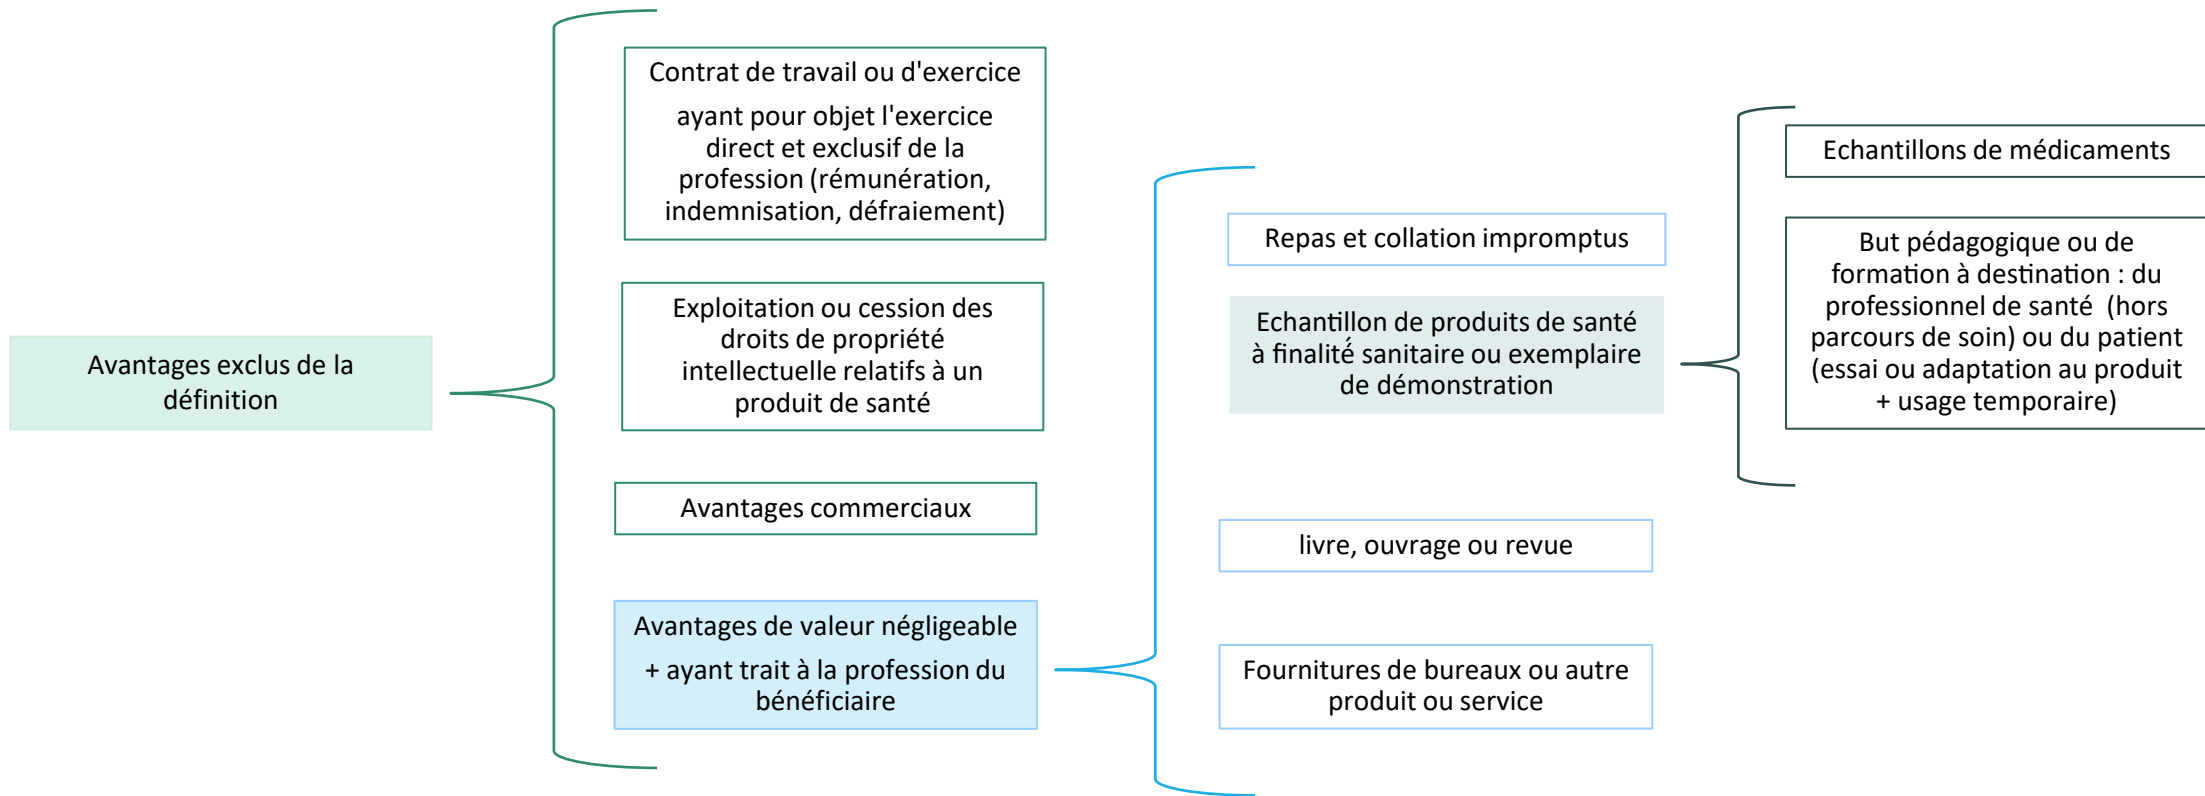 Avantages exclus de la
définition
Contrat de travail ou d'exercice
ayant pour objet l'exercice
direct et exclusif de la
profession (rémunération,
indemnisation, défraiement)
Exploitation ou cession des
droits de propriété
intellectuelle relatifs à un
produit de santé
Avantages commerciaux
Avantages de valeur négligeable
+ ayant trait à la profession du
bénéficiaire
Repas et collation impromptus
Echantillon de produits de santé
à finalité sanitaire ou exemplaire
de démonstration
livre, ouvrage ou revue
Fournitures de bureaux ou autre
produit ou service
Echantillons de médicaments
But pédagogique ou de
formation à destination : du
professionnel de santé (hors
parcours de soin) ou du patient
(essai ou adaptation au produit
+ usage temporaire)